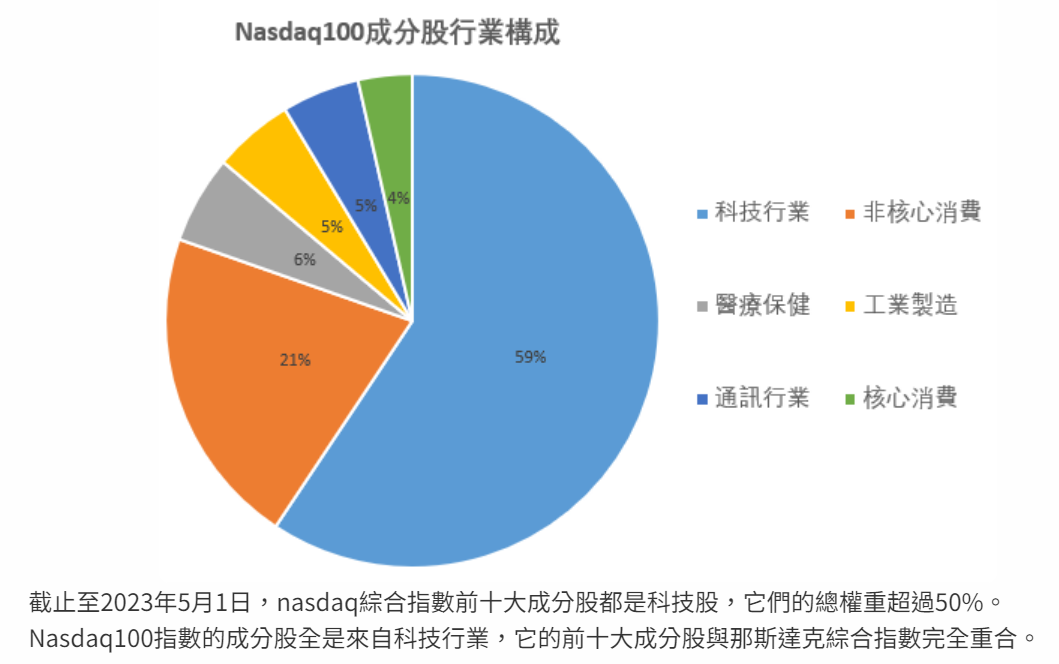 Nasdaq100成分股行業構成
4%
5%
5%
6%
21%
59%
科技行業
非核心消費
醫療保健
工業製造
通訊行業
核心消費
截止至2023年5月1日，nasdaq綜合指數前十大成分股都是科技股，它們的總權重超過50%。
Nasdaq100指數的成分股全是來自科技行業，它的前十大成分股與那斯達克綜合指數完全重合。